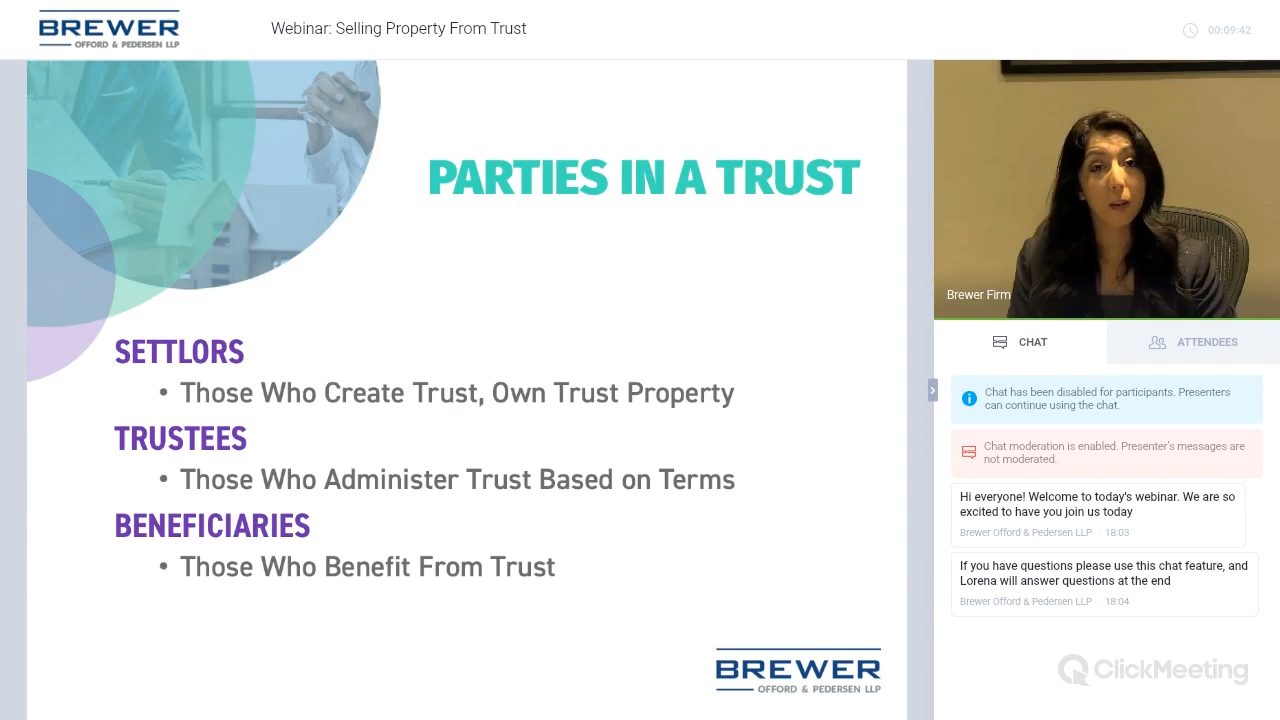 BREWER
OFFORD & PEDERSEN LLP
Webinar: Selling Property From Trust
00:09:42
PARTIES IN A TRUST
SETTLORS
• Those Who Create Trust, Own Trust Property
TRUSTEES
• Those Who Administer Trust Based on Terms
BENEFICIARIES
• Those Who Benefit From Trust
BREWER
OFFORD & PEDERSEN LLP
Brewer Firm
CHAT
ATTENDEES
Chat has been disabled for participants. Presenters
can continue using the chat.
Chat moderation is enabled. Presenter's messages are
not moderated.
Hi everyone! Welcome to today's webinar. We are so
excited to have you join us today
Brewer Offord & Pedersen LLP · 18:03
If you have questions please use this chat feature, and
Lorena will answer questions at the end
Brewer Offord & Pedersen LLP · 18:04
ClickMeeting